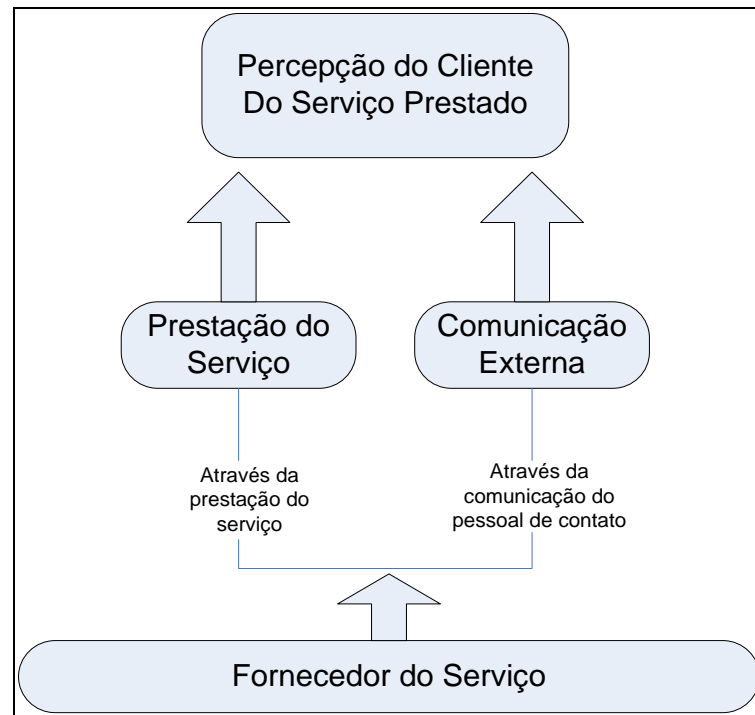 Percepção do Cliente
Do Serviço Prestado
Prestação do
Serviço
Comunicação
Externa
Através da
prestação do
serviço
Através da
comunicação do
pessoal de contato
Fornecedor do Serviço